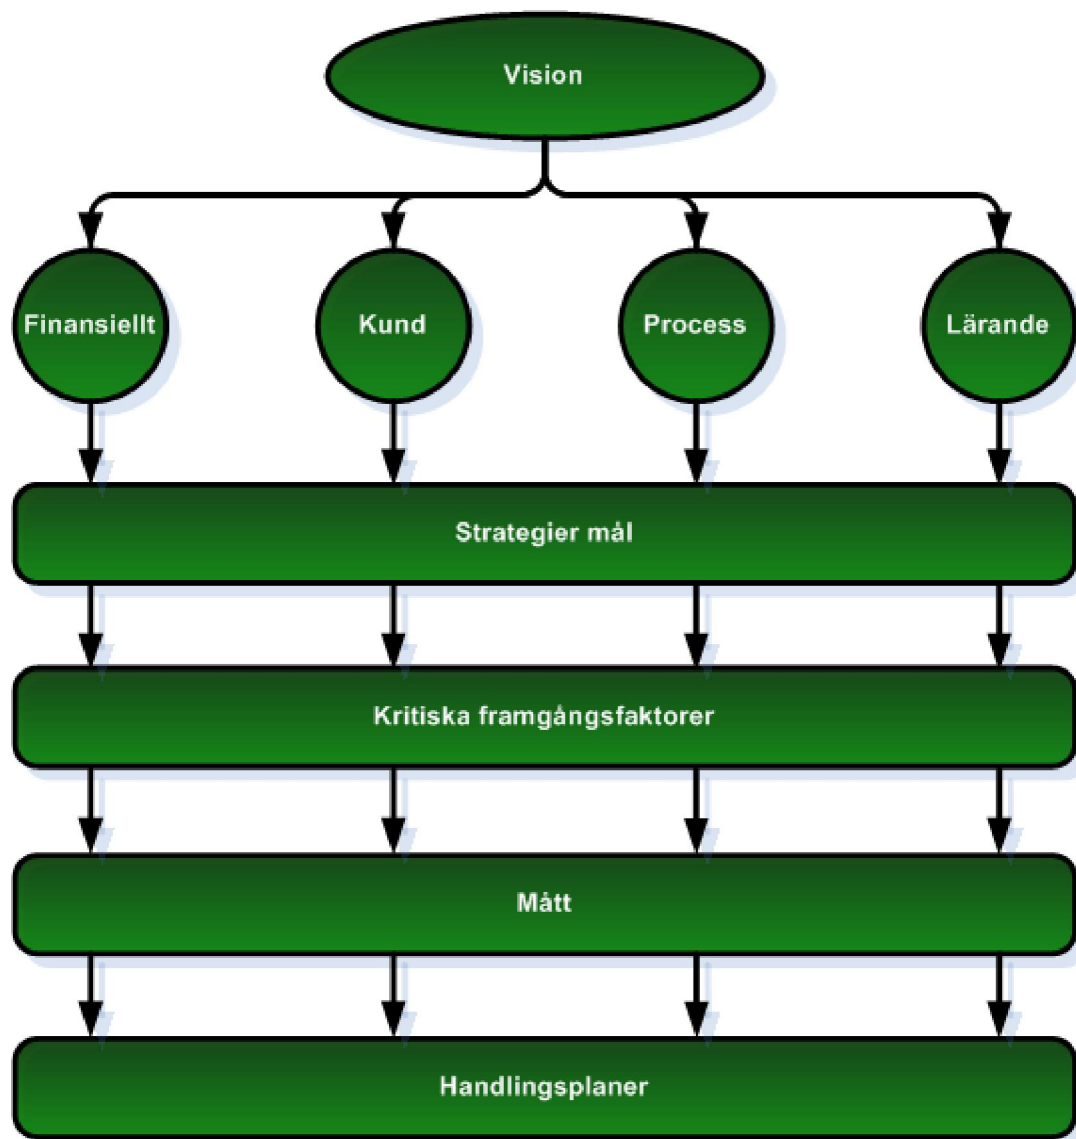 Vision
Finansiellt
Kund
Process
Lärande
Strategier mål
Kritiska framgångsfaktorer
Mått
Handlingsplaner